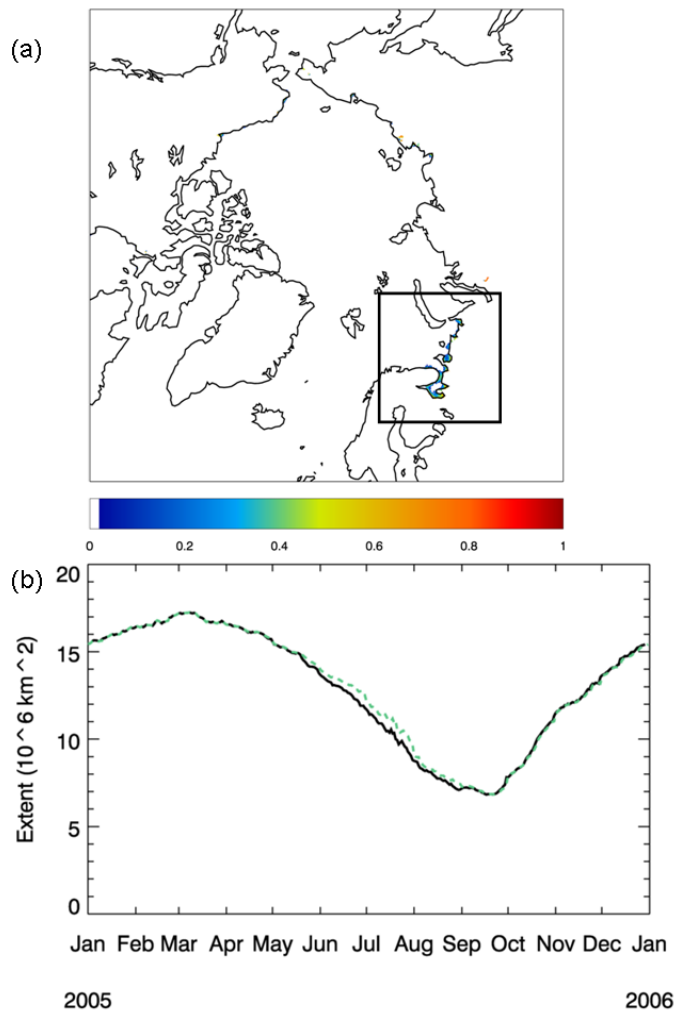 (a)
0 0.2 0.4 0.6 0.8 1
(b)
20
15
10
5
0
Extent (10^6 km^2)
Jan Feb Mar Apr May Jun Jul Aug Sep Oct Nov Dec Jan
2005 2006